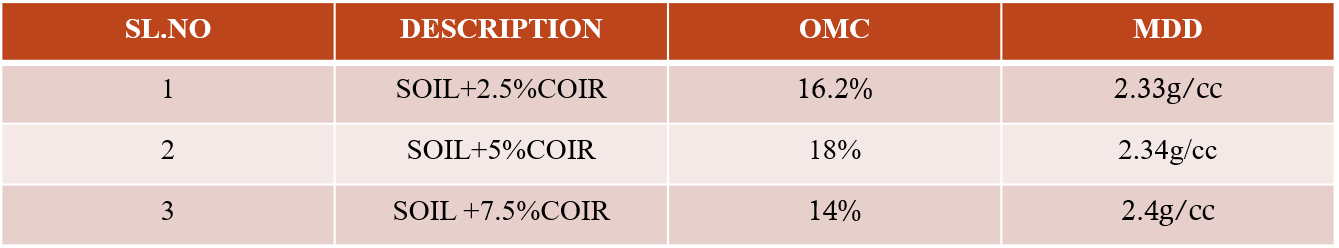 SL.NO DESCRIPTION OMC MDD
1 SOIL+2.5%COIR 16.2% 2.33g/cc
2 SOIL+5%COIR 18% 2.34g/cc
3 SOIL +7.5%COIR 14% 2.4g/cc